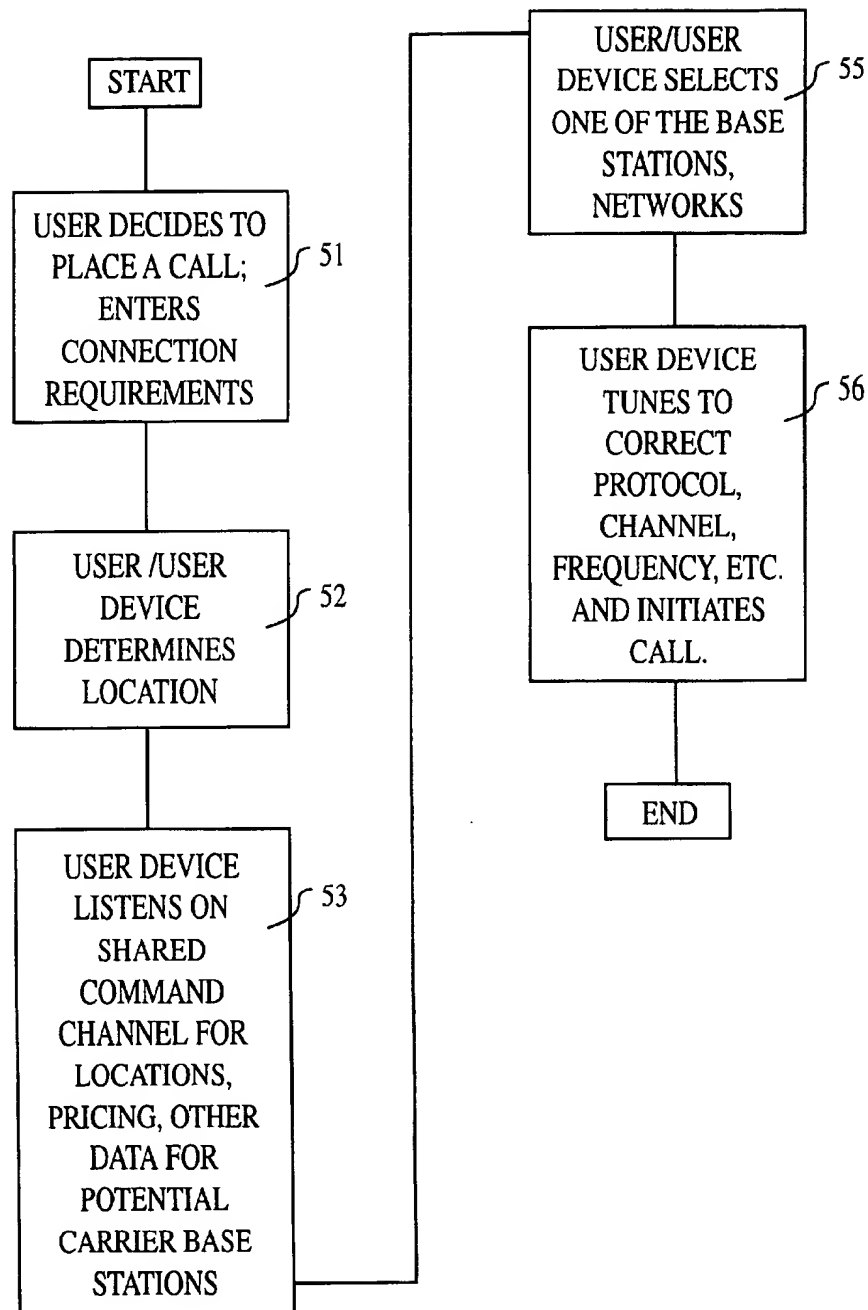 START
USER DECIDES TO
PLACE A CALL;
ENTERS
CONNECTION
REQUIREMENTS
51
USER /USER
DEVICE
DETERMINES
LOCATION
52
USER DEVICE
LISTENS ON
SHARED
COMMAND
CHANNEL FOR
LOCATIONS,
PRICING, OTHER
DATA FOR
POTENTIAL
CARRIER BASE
STATIONS
53
USER/USER
DEVICE SELECTS
ONE OF THE BASE
STATIONS,
NETWORKS
55
USER DEVICE
TUNES TO
CORRECT
PROTOCOL,
CHANNEL,
FREQUENCY, ETC.
AND INITIATES
CALL.
56
END